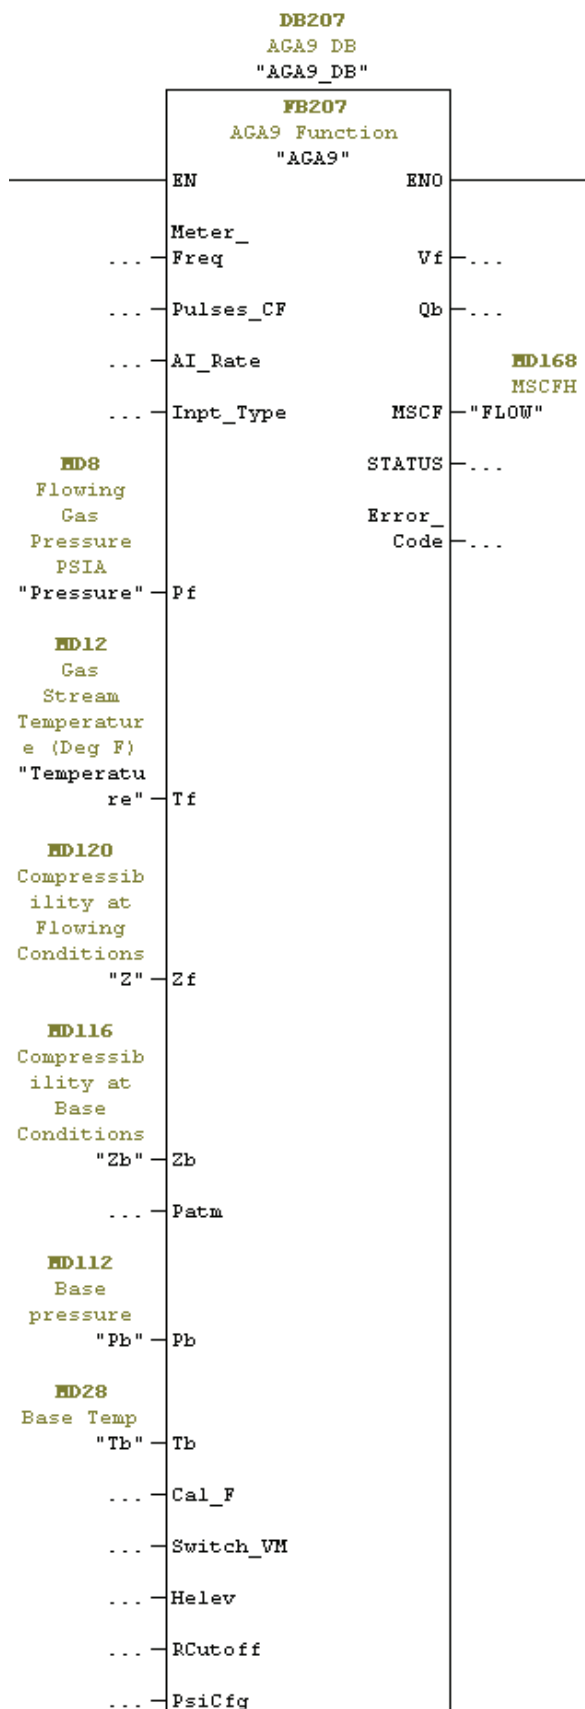 DB207
AGA9 DB
"AGA9_DB"
FB207
AGA9 Function
"AGA9"
EN ENO
Meter_
... Freq Vf ...
... Pulses_CF Qb ...
... AI_Rate MD168
MSCFH
... Inpt_Type MSCF "FLOW"
MD8 STATUS ...
Flowing
Gas Error_
Pressure Code ...
PSIA
"Pressure" Pf
MD12
Gas
Stream
Temperatur
e (Deg F)
"Temperatu
re" Tf
MD120
Compressib
ility at
Flowing
Conditions
"Z" Zf
MD116
Compressib
ility at
Base
Conditions
"Zb" Zb
... Patm
MD112
Base
pressure
"Pb" Pb
MD28
Base Temp
"Tb" Tb
... Cal_F
... Switch_VM
... Helev
... RCutoff
... PsiCfg